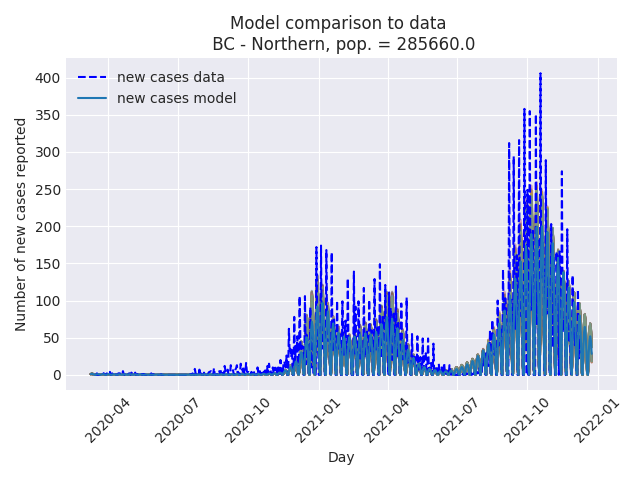 Model comparison to data
BC - Northern, pop. = 285660.0
new cases data
new cases model
Number of new cases reported
400
350
300
250
200
150
100
50
0
2020-04
2020-07
2020-10
2021-01
2021-04
2021-07
2021-10
2022-01
Day